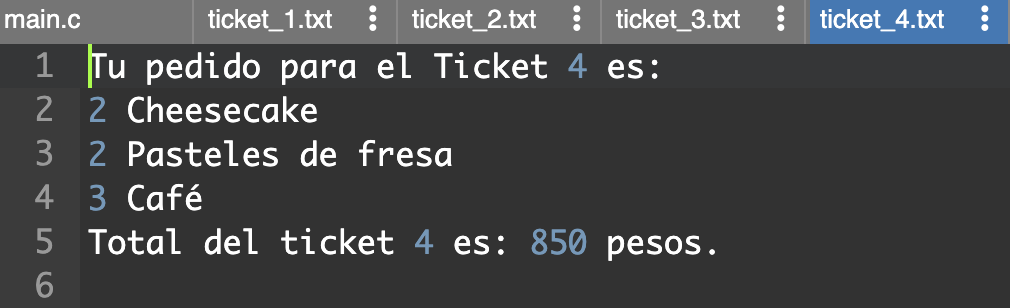 main.c ticket_1.txt ticket_2.txt ticket_3.txt ticket_4.txt
1 Tu pedido para el Ticket 4 es:
2 2 Cheesecake
3 2 Pasteles de fresa
4 3 Café
5 Total del ticket 4 es: 850 pesos.
6